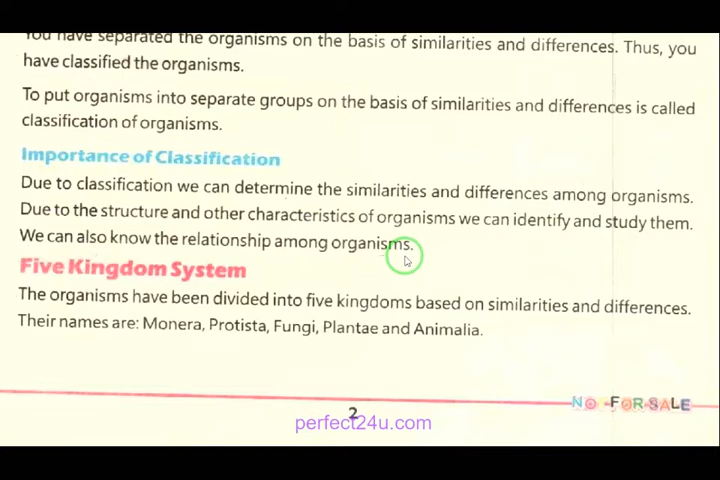 You have separated the organisms on the basis of similarities and differences. Thus, you
have classified the organisms.
To put organisms into separate groups on the basis of similarities and differences is called
classification of organisms.
Importance of Classification
Due to classification we can determine the similarities and differences among organisms.
Due to the structure and other characteristics of organisms we can identify and study them.
We can also know the relationship among organisms.
Five Kingdom System
The organisms have been divided into five kingdoms based on similarities and differences.
Their names are: Monera, Protista, Fungi, Plantae and Animalia.
2
NO FOR SALE
perfect24u.com